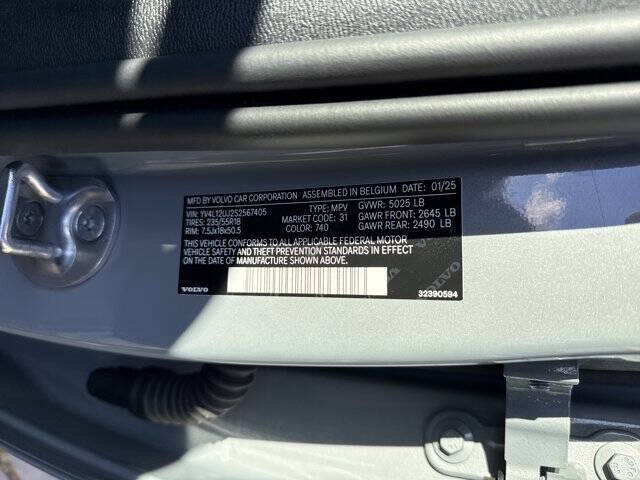 MFD BY VOLVO CAR CORPORATION ASSEMBLED IN BELGIUM DATE: 01/25
VIN: YV4L12UJ2S2567405 TYPE: MPV GVWR: 5025 LB
TIRES: 235/55R18 MARKET CODE: 31 GAWR FRONT: 2645 LB
RIM: 7.5Jx18x50.5 COLOR: 740 GAWR REAR: 2490 LB
THIS VEHICLE CONFORMS TO ALL APPLICABLE FEDERAL MOTOR
VEHICLE SAFETY, BUMPER,
AND THEFT PREVENTION STANDARDS IN EFFECT ON THE
DATE OF MANUFACTURE SHOWN ABOVE.
VOLVO 32390594